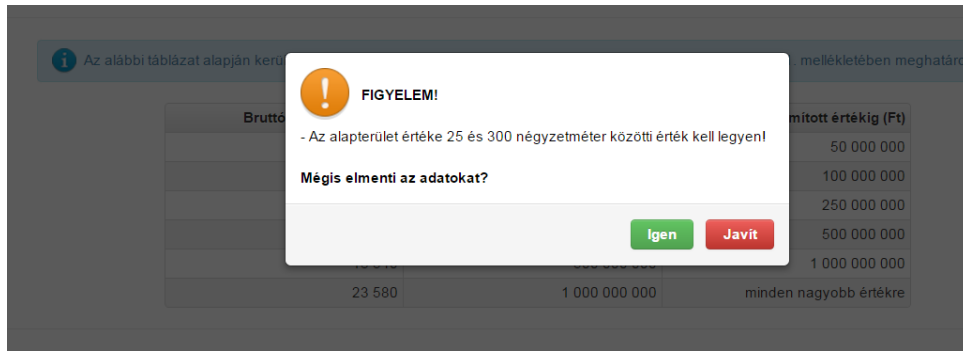 Az alábbi táblázat alapján kerü
. mellékletében meghatáro
FIGYELEM!
- Az alapterület értéke 25 és 300 négyzetméter közötti érték kell legyen!
Mégis elmenti az adatokat?
Igen
Javít
Bruttó
mított értékig (Ft)
50 000 000
100 000 000
250 000 000
500 000 000
1 000 000 000
23 580 1 000 000 000 minden nagyobb értékre